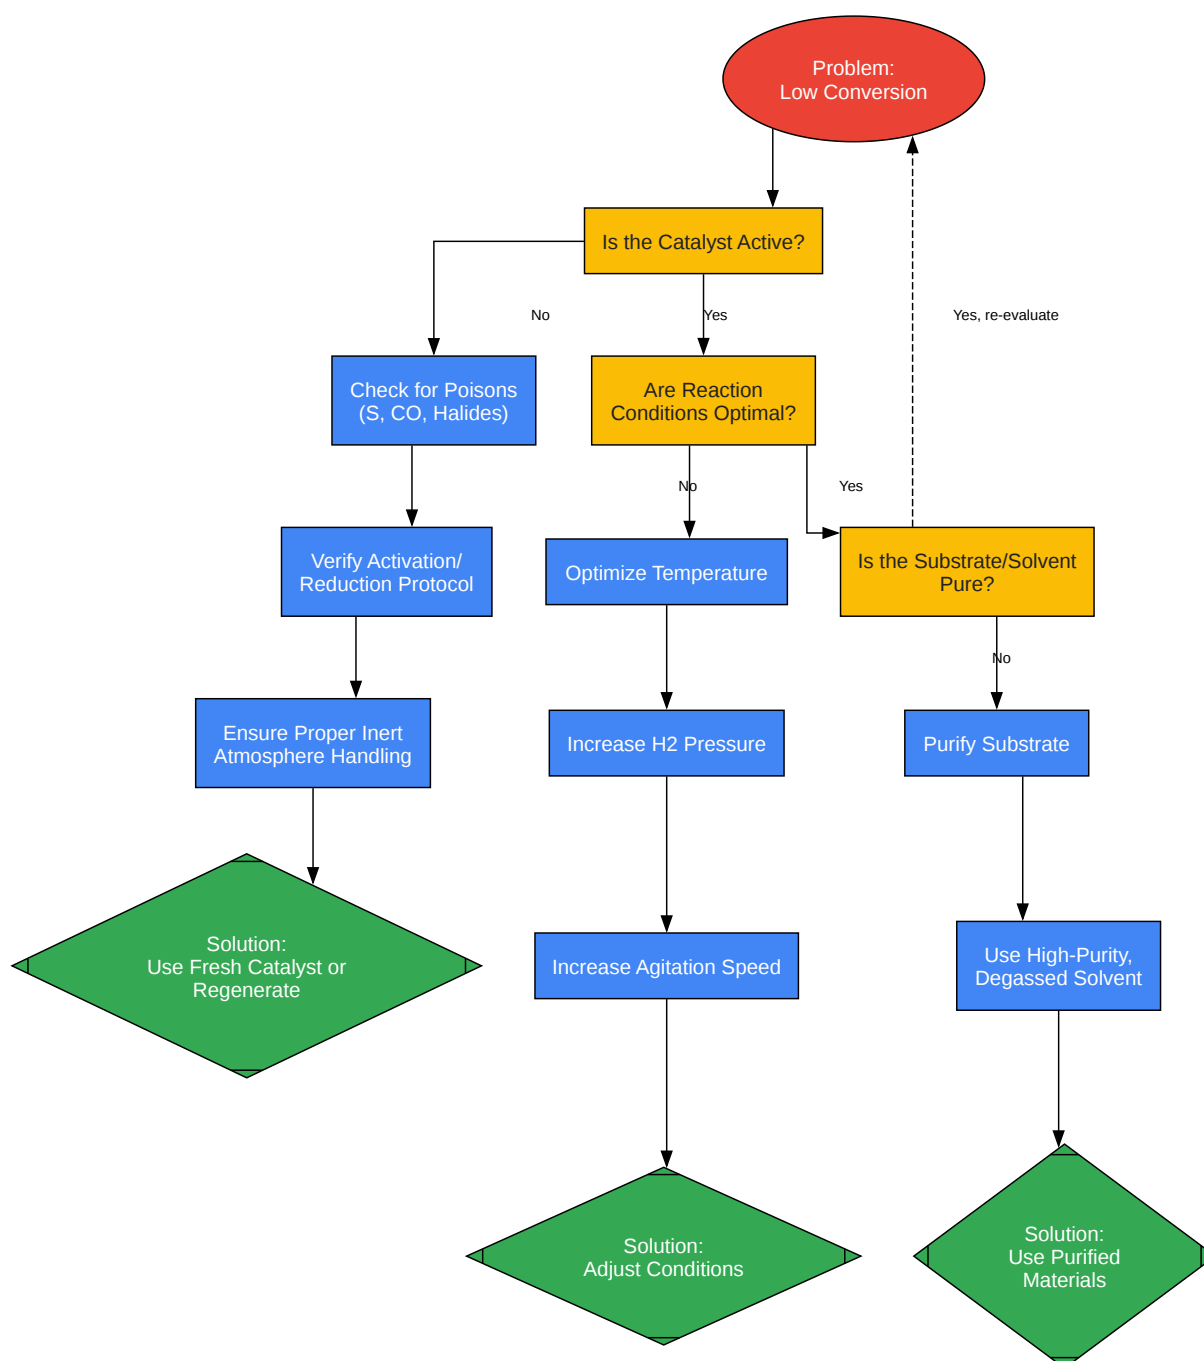 Problem:
Low Conversion
Is the Catalyst Active?
No
Yes
Yes, re-evaluate
Check for Poisons
(S, CO, Halides)
Are Reaction
Conditions Optimal?
No
Yes
Verify Activation/
Reduction Protocol
Optimize Temperature
Is the Substrate/Solvent
Pure?
No
Ensure Proper Inert
Atmosphere Handling
Increase H2 Pressure
Purify Substrate
Solution:
Use Fresh Catalyst or
Regenerate
Increase Agitation Speed
Use High-Purity,
Degassed Solvent
Solution:
Adjust Conditions
Solution:
Use Purified
Materials